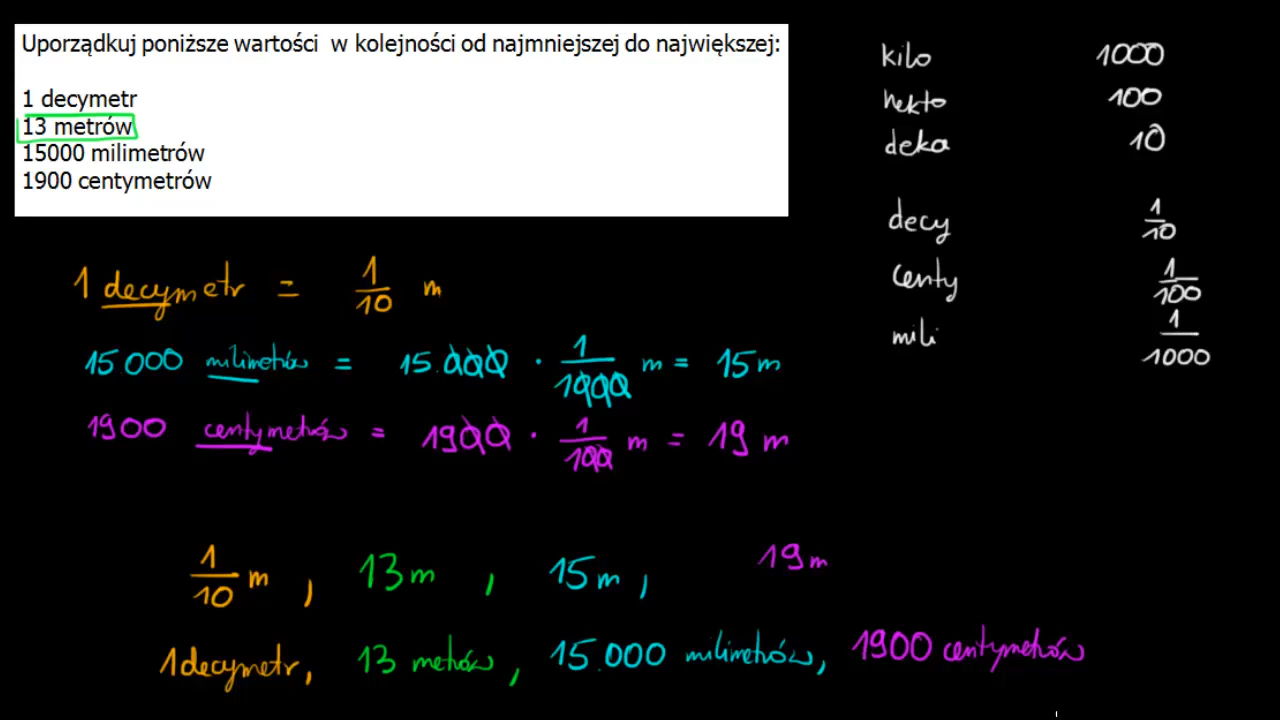 Uporządkuj poniższe wartości w kolejności od najmniejszej do największej:
1 decymetr
13 metrów
15000 milimetrów
1900 centymetrów
kilo 1000
hekto 100
deka 10
decy 1/10
centy 1/100
mili 1/1000
1 decymetr = 1/10 m
15 000 milimetrów = 15.000 · 1/1000 m = 15 m
1900 centymetrów = 1900 · 1/100 m = 19 m
1/10 m , 13 m , 15 m , 19 m
1 decymetr, 13 metrów , 15.000 milimetrów, 1900 centymetrów